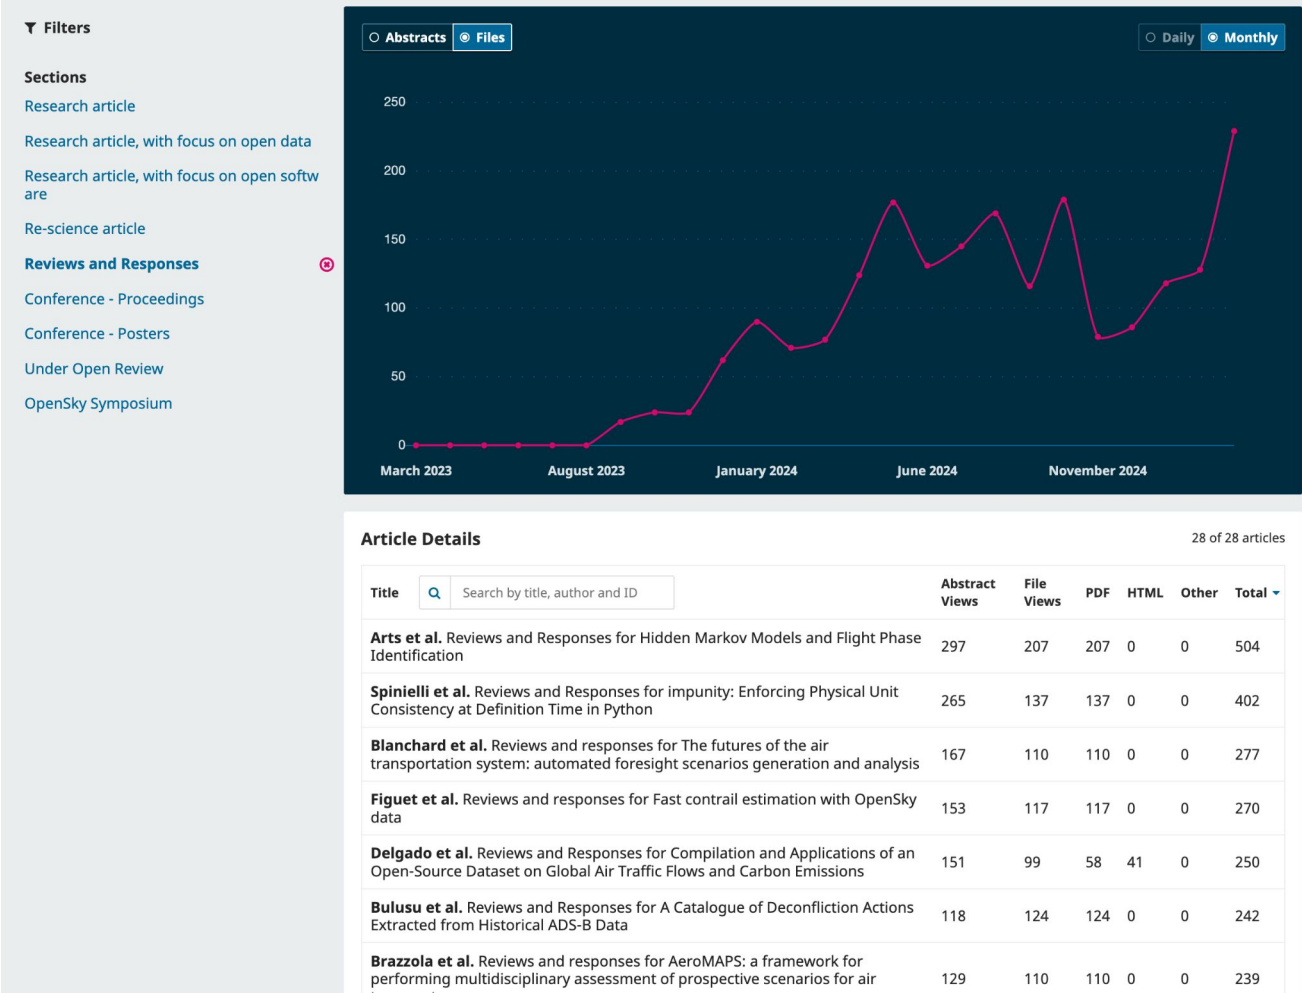 Filters
Sections
Research article
Research article, with focus on open data
Research article, with focus on open softw
are
Re-science article
Reviews and Responses
Conference - Proceedings
Conference - Posters
Under Open Review
OpenSky Symposium
Abstracts Files
Daily Monthly
250
200
150
100
50
0
March 2023 August 2023 January 2024 June 2024 November 2024
Article Details 28 of 28 articles
Title Search by title, author and ID Abstract Views File Views PDF HTML Other Total
Arts et al. Reviews and Responses for Hidden Markov Models and Flight Phase
Identification
297 207 207 0 0 504
Spinielli et al. Reviews and Responses for impunity: Enforcing Physical Unit
Consistency at Definition Time in Python
265 137 137 0 0 402
Blanchard et al. Reviews and responses for The futures of the air
transportation system: automated foresight scenarios generation and analysis
167 110 110 0 0 277
Figuet et al. Reviews and responses for Fast contrail estimation with OpenSky
data
153 117 117 0 0 270
Delgado et al. Reviews and Responses for Compilation and Applications of an
Open-Source Dataset on Global Air Traffic Flows and Carbon Emissions
151 99 58 41 0 250
Bulusu et al. Reviews and Responses for A Catalogue of Deconfliction Actions
Extracted from Historical ADS-B Data
118 124 124 0 0 242
Brazzola et al. Reviews and responses for AeroMAPS: a framework for
performing multidisciplinary assessment of prospective scenarios for air
129 110 110 0 0 239